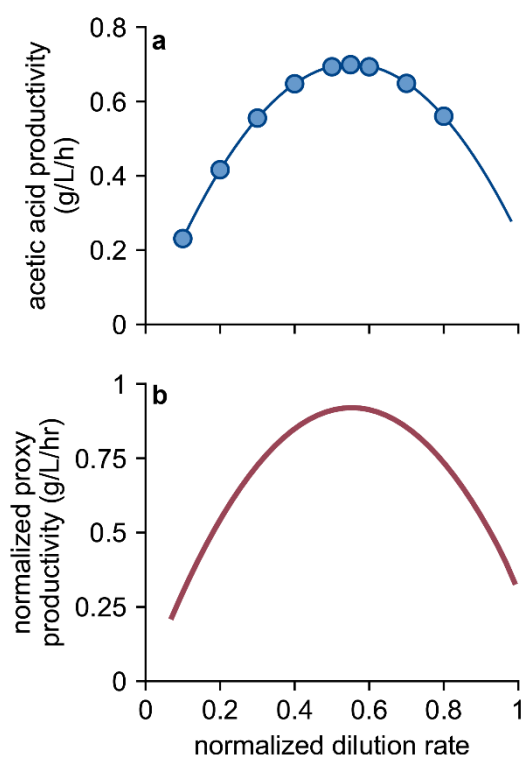 a
acetic acid productivity
(g/L/h)
0.8
0.6
0.4
0.2
0
b
normalized proxy
productivity (g/L/hr)
1
0.75
0.5
0.25
0
0 0.2 0.4 0.6 0.8 1
normalized dilution rate